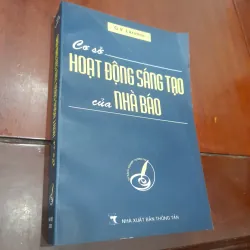 Cơ sở
HOẠT ĐỘNG SÁNG TẠO
của NHÀ BÁO
NHÀ XUẤT BẢN THÔNG TẤN